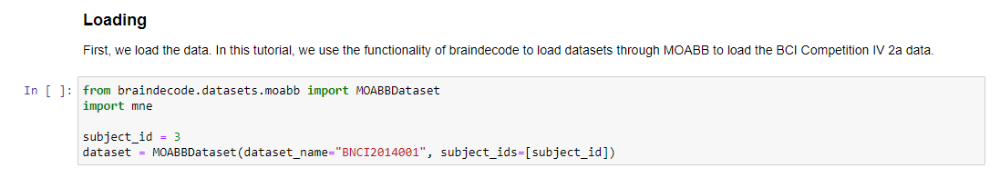 Loading
First, we load the data. In this tutorial, we use the functionality of braindecode to load datasets through MOABB to load the BCI Competition IV 2a data.
In [ ]: from braindecode.datasets.moabb import MOABBDataset
import mne
subject_id = 3
dataset = MOABBDataset(dataset_name="BNCI2014001", subject_ids=[subject_id])